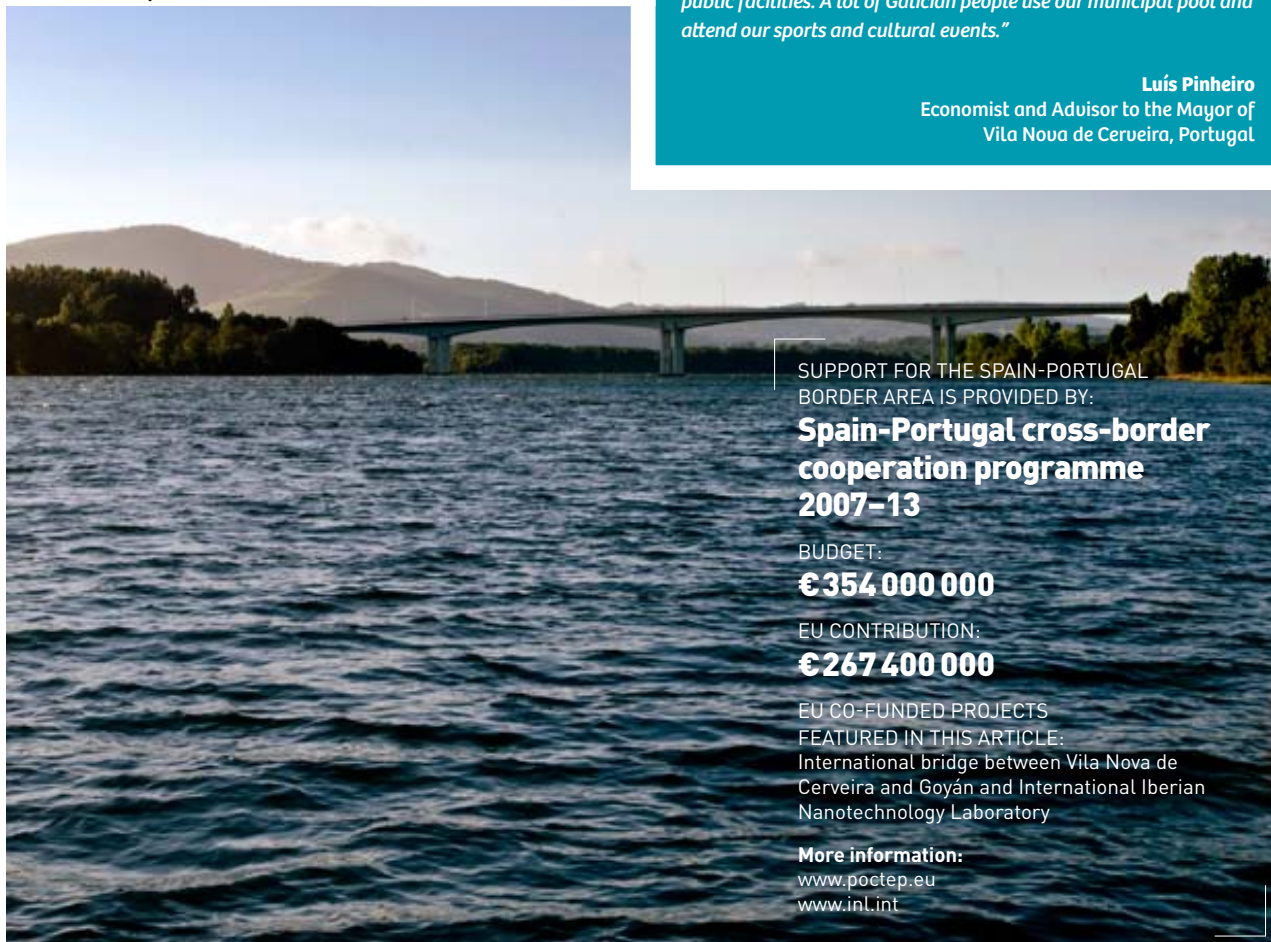 public facilities. A lot of Galician people use our municipal pool and
attend our sports and cultural events.”
Luís Pinheiro
Economist and Advisor to the Mayor of
Vila Nova de Cerveira, Portugal
SUPPORT FOR THE SPAIN-PORTUGAL
BORDER AREA IS PROVIDED BY:
Spain-Portugal cross-border
cooperation programme
2007–13
BUDGET:
€ 354 000 000
EU CONTRIBUTION:
€ 267 400 000
EU CO-FUNDED PROJECTS
FEATURED IN THIS ARTICLE:
International bridge between Vila Nova de
Cerveira and Goyán and International Iberian
Nanotechnology Laboratory
More information:
www.poctep.eu
www.inl.int